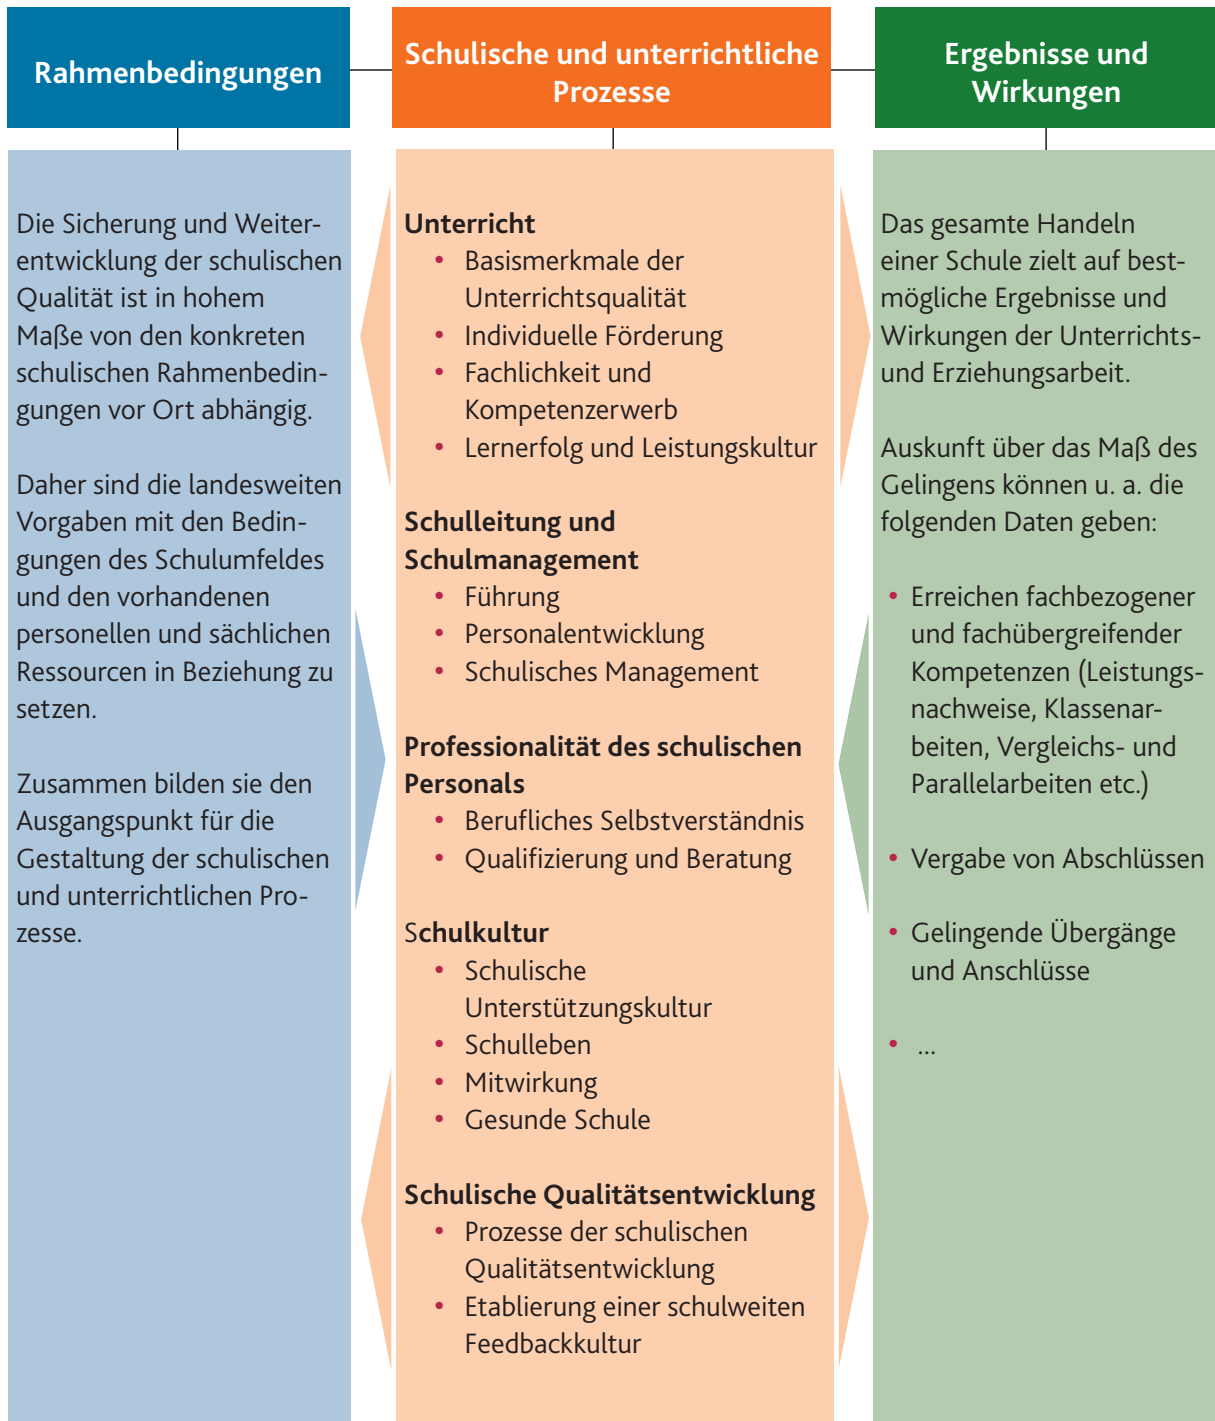 Rahmenbedingungen
Schulische und unterrichtliche
Prozesse
Ergebnisse und
Wirkungen
Die Sicherung und Weiter-
entwicklung der schulischen
Qualität ist in hohem
Maße von den konkreten
schulischen Rahmenbedin-
gungen vor Ort abhängig.
Daher sind die landesweiten
Vorgaben mit den Bedin-
gungen des Schulumfeldes
und den vorhandenen
personellen und sächlichen
Ressourcen in Beziehung zu
setzen.
Zusammen bilden sie den
Ausgangspunkt für die
Gestaltung der schulischen
und unterrichtlichen Pro-
zesse.
Unterricht
• Basismerkmale der
Unterrichtsqualität
• Individuelle Förderung
• Fachlichkeit und
Kompetenzerwerb
• Lernerfolg und Leistungskultur
Schulleitung und
Schulmanagement
• Führung
• Personalentwicklung
• Schulisches Management
Professionalität des schulischen
Personals
• Berufliches Selbstverständnis
• Qualifizierung und Beratung
Schulkultur
• Schulische
Unterstützungskultur
• Schulleben
• Mitwirkung
• Gesunde Schule
Schulische Qualitätsentwicklung
• Prozesse der schulischen
Qualitätsentwicklung
• Etablierung einer schulweiten
Feedbackkultur
Das gesamte Handeln
einer Schule zielt auf best-
mögliche Ergebnisse und
Wirkungen der Unterrichts-
und Erziehungsarbeit.
Auskunft über das Maß des
Gelingens können u. a. die
folgenden Daten geben:
• Erreichen fachbezogener
und fachübergreifender
Kompetenzen (Leistungs-
nachweise, Klassenar-
beiten, Vergleichs- und
Parallelarbeiten etc.)
• Vergabe von Abschlüssen
• Gelingende Übergänge
und Anschlüsse
• ...